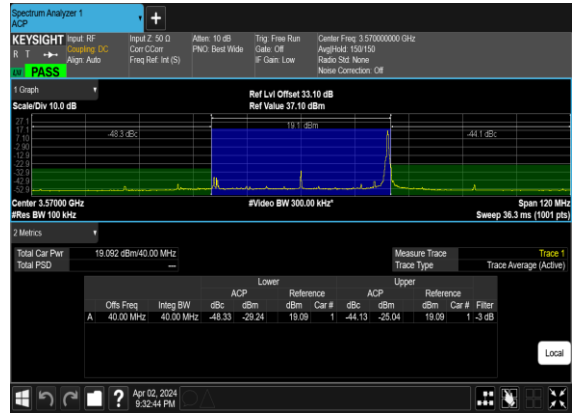 Spectrum Analyzer 1
ACP
+
KEYSIGHT Input: RF Input Z: 50 Ω Atten: 10 dB Trig: Free Run Center Freq: 3.570000000 GHz
R T Coupling: DC Corr CCorr PNO: Best Wide Gate: Off Avg|Hold: 150/150
Align: Auto Freq Ref: Int (S) IF Gain: Low Radio Std: None
LV PASS Noise Correction: Off
1 Graph Ref Lvl Offset 33.10 dB
Scale/Div 10.0 dB Ref Value 37.10 dBm
27.1
17.1 19.1 dBm
7.10 -48.3 dBc -44.1 dBc
-2.90
-12.9
-22.9
-32.9
-42.9
-52.9
Center 3.57000 GHz #Video BW 300.00 kHz* Span 120 MHz
#Res BW 100 kHz Sweep 36.3 ms (1001 pts)
2 Metrics
Total Car Pwr 19.092 dBm/40.00 MHz Measure Trace Trace 1
Total PSD --- Trace Type Trace Average (Active)
Lower Upper
ACP Reference ACP Reference
Offs Freq Integ BW dBc dBm dBm Car # dBc dBm dBm Car # Filter
A 40.00 MHz 40.00 MHz -48.33 -29.24 19.09 1 -44.13 -25.04 19.09 1 -3 dB
Local
? Apr 02, 2024
9:32:44 PM